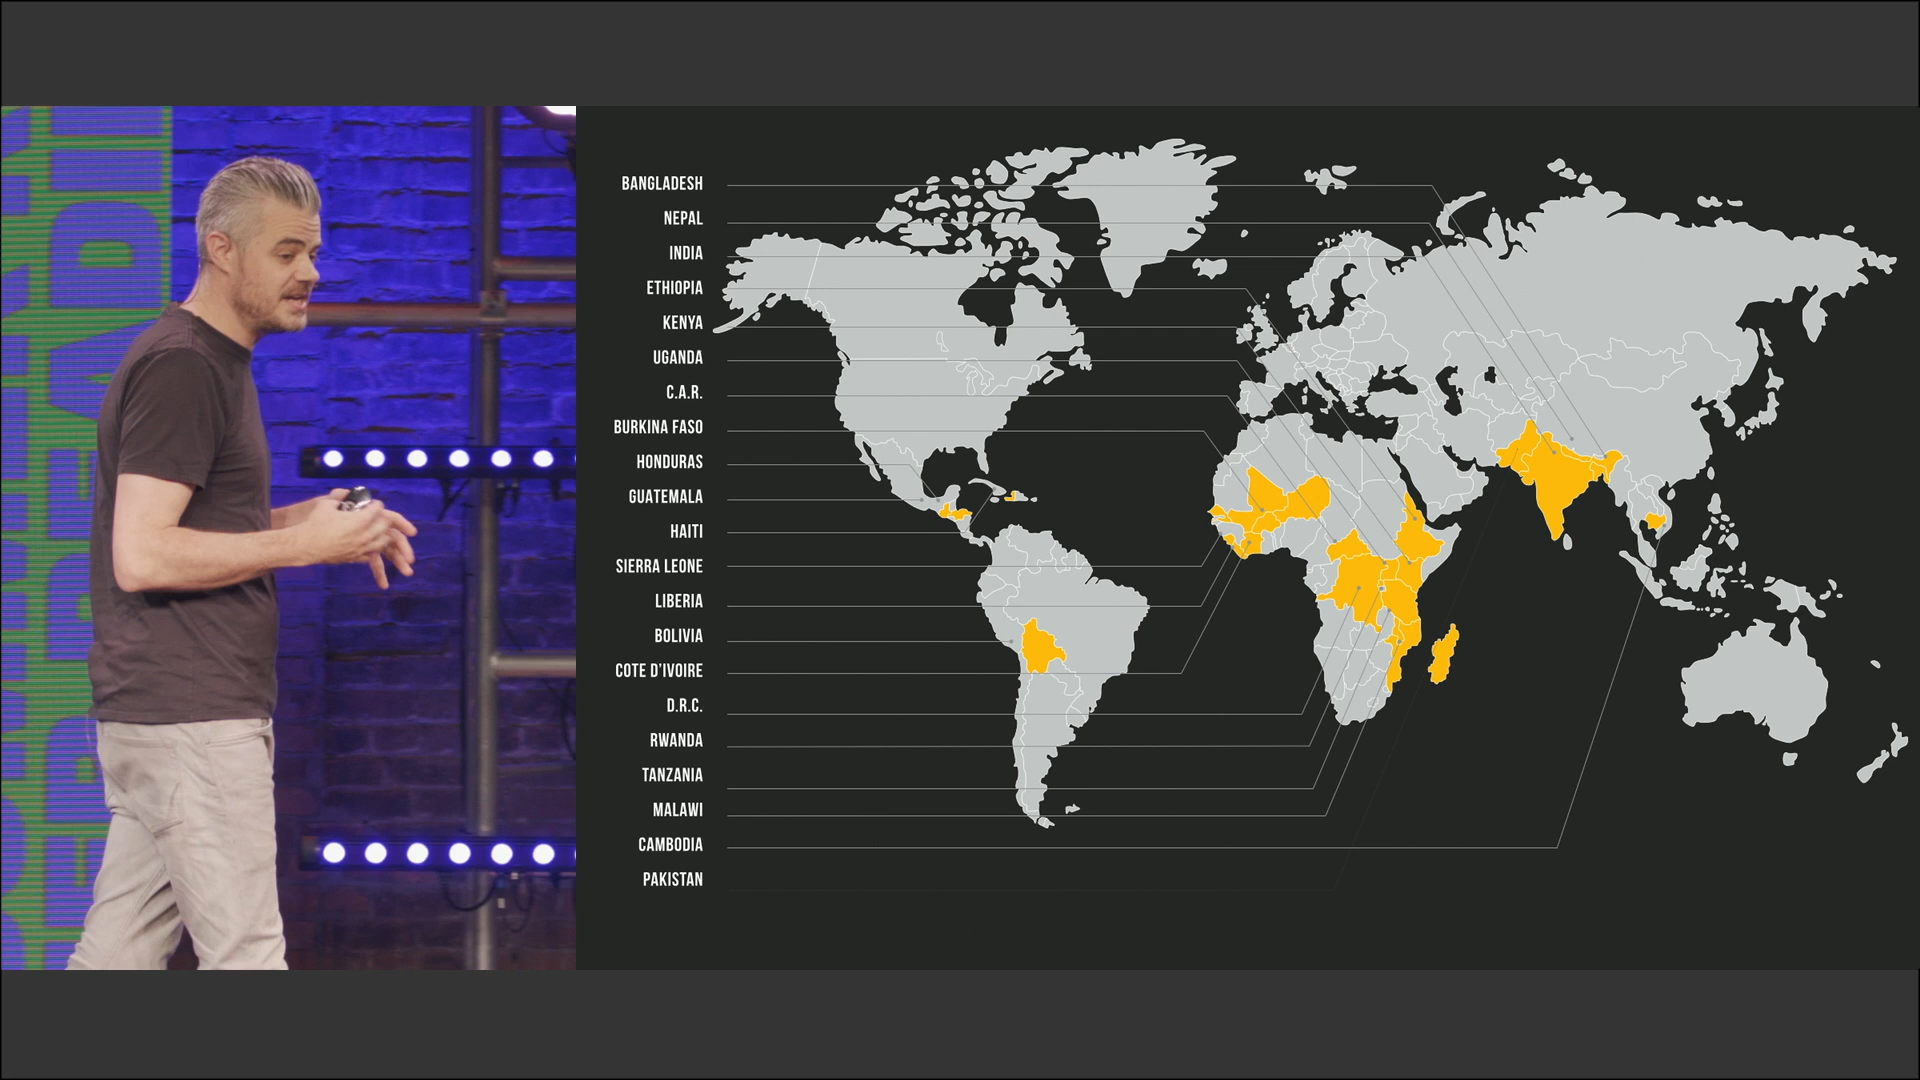 BANGLADESH
NEPAL
INDIA
ETHIOPIA
KENYA
UGANDA
C.A.R.
BURKINA FASO
HONDURAS
GUATEMALA
HAITI
SIERRA LEONE
LIBERIA
BOLIVIA
COTE D'IVOIRE
D.R.C.
RWANDA
TANZANIA
MALAWI
CAMBODIA
PAKISTAN